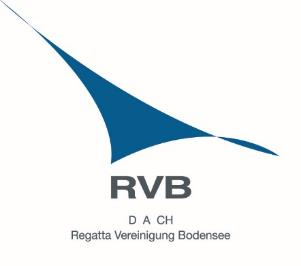 RVB
D A CH
Regatta Vereinigung Bodensee